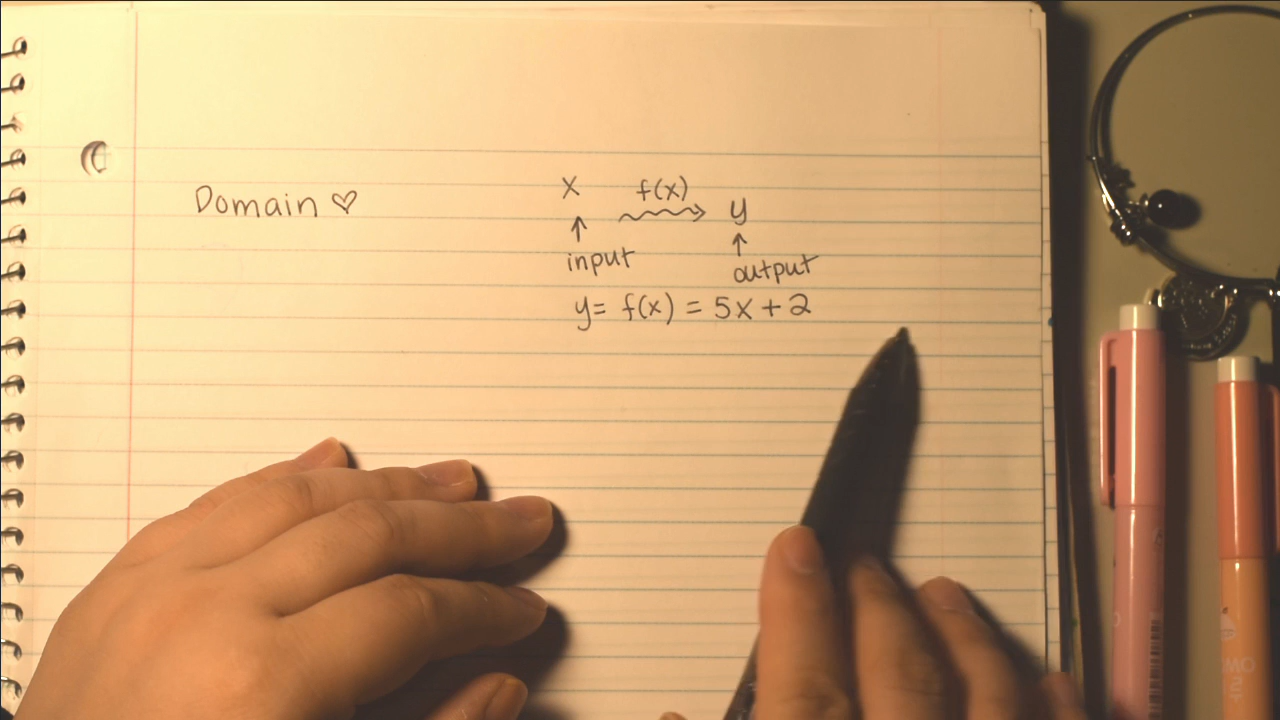 Domain ♡
x f(x) y
↑ ⇝ ↑
input output
y= f(x) = 5x + 2